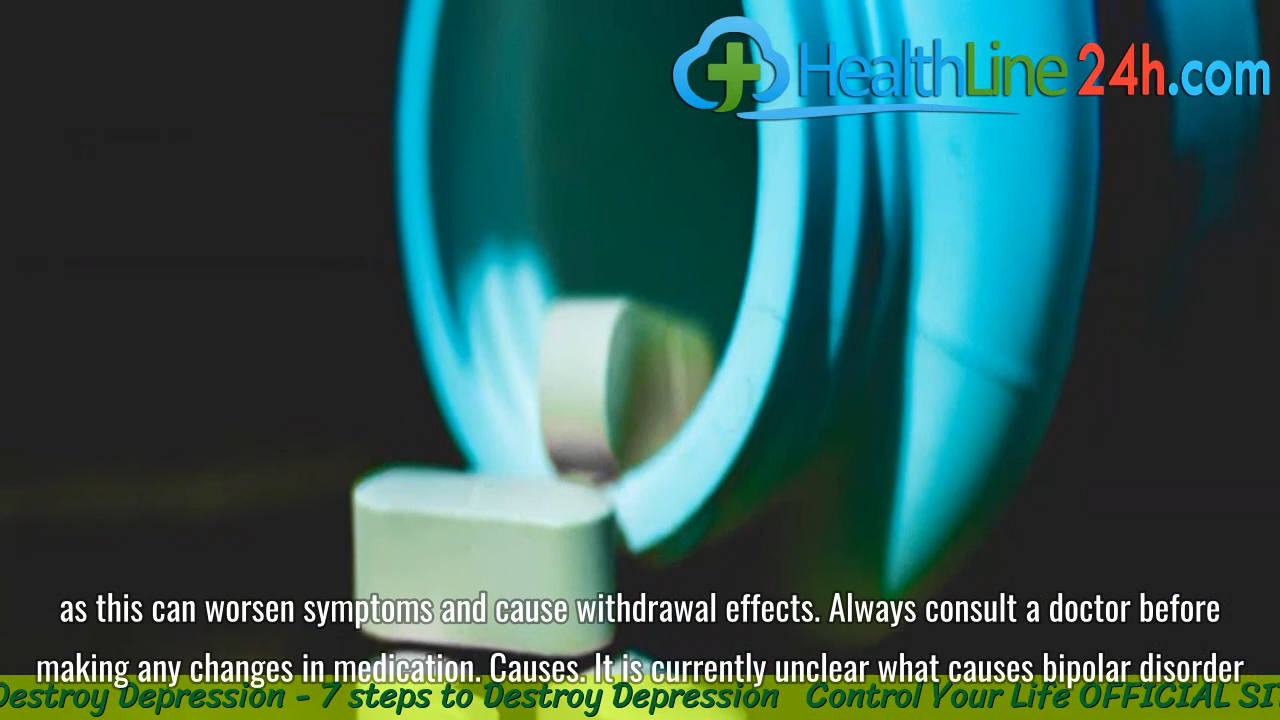 HealthLine 24h.com
as this can worsen symptoms and cause withdrawal effects. Always consult a doctor before
making any changes in medication. Causes. It is currently unclear what causes bipolar disorder
Destroy Depression - 7 steps to Destroy Depression Control Your Life OFFICIAL